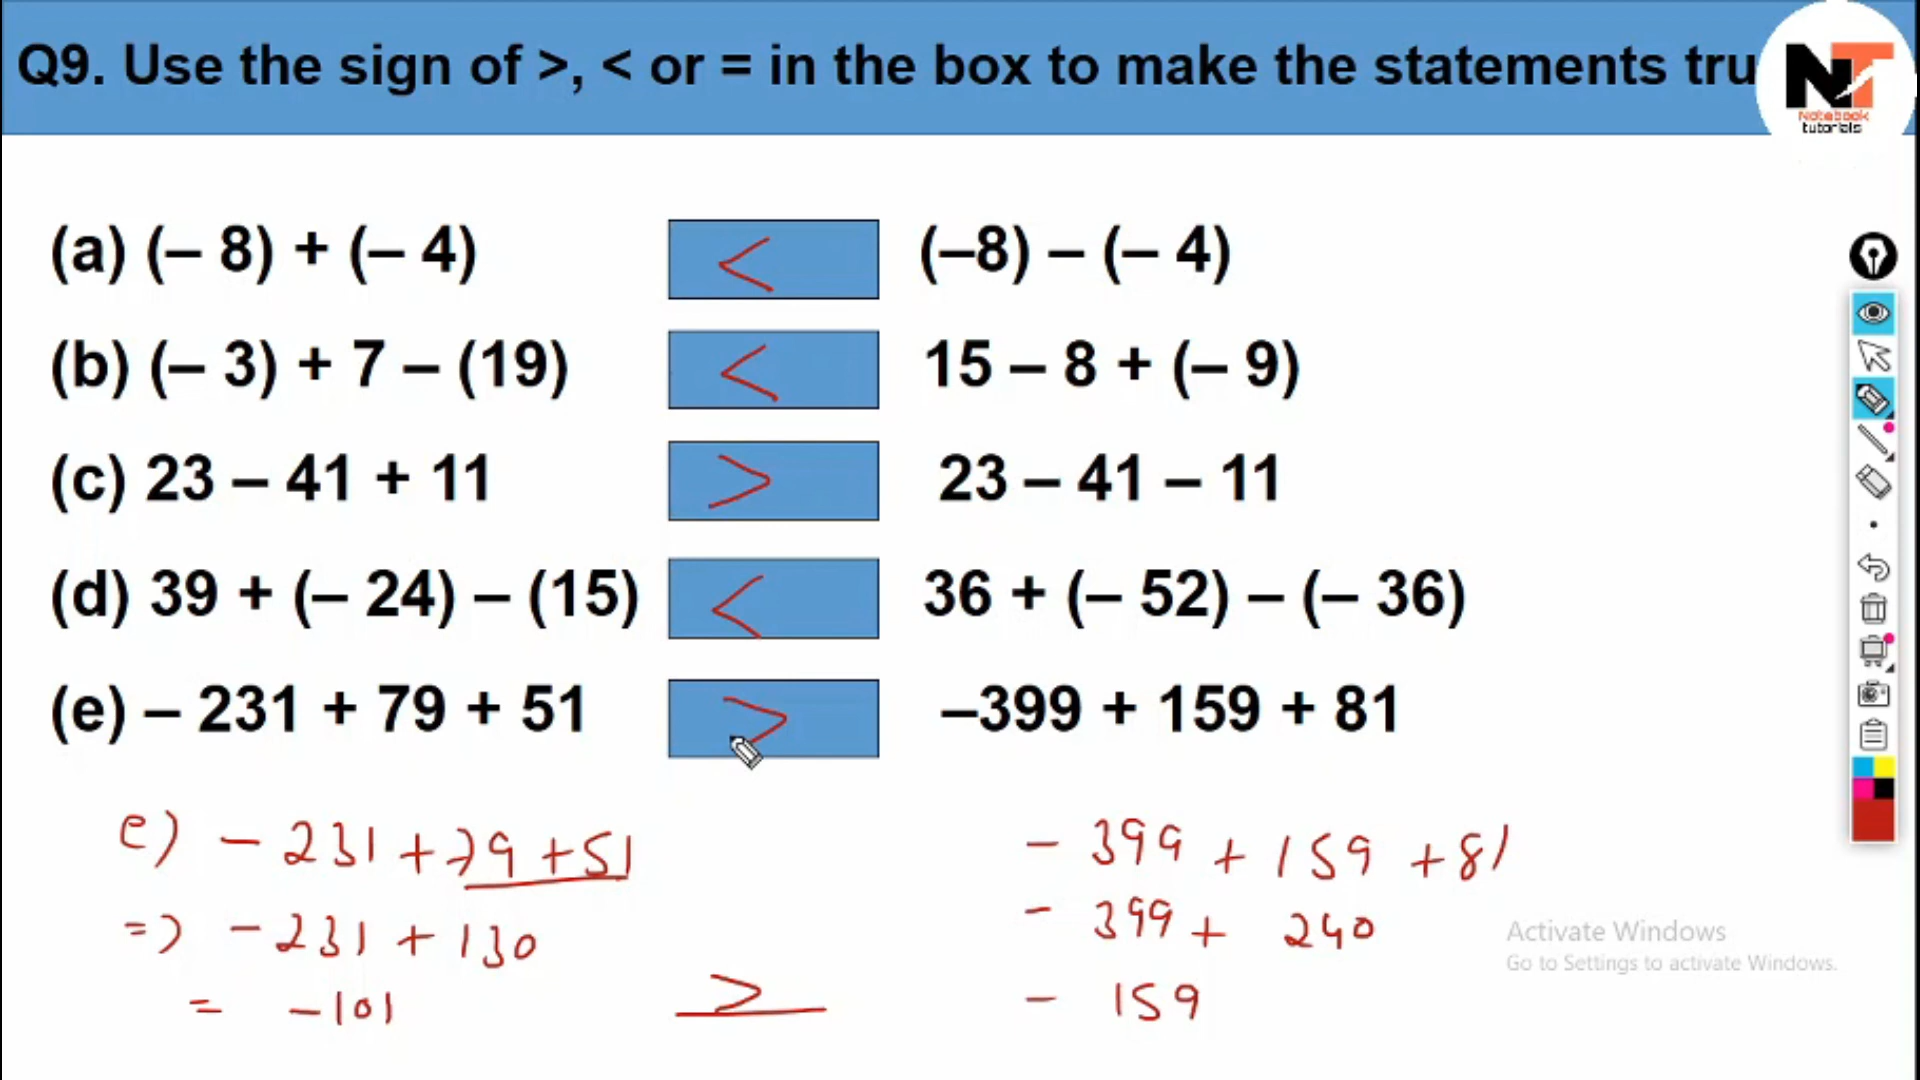 Q9. Use the sign of >, < or = in the box to make the statements tru
NT
Notebook
tutorials
(a) (– 8) + (– 4) < (–8) – (– 4)
(b) (– 3) + 7 – (19) < 15 – 8 + (– 9)
(c) 23 – 41 + 11 > 23 – 41 – 11
(d) 39 + (– 24) – (15) < 36 + (– 52) – (– 36)
(e) – 231 + 79 + 51 > –399 + 159 + 81
e) - 231 + 79 + 51 - 399 + 159 + 81
=) - 231 + 130 - 399 + 240
= - 101 > - 159
Activate Windows
Go to Settings to activate Windows.